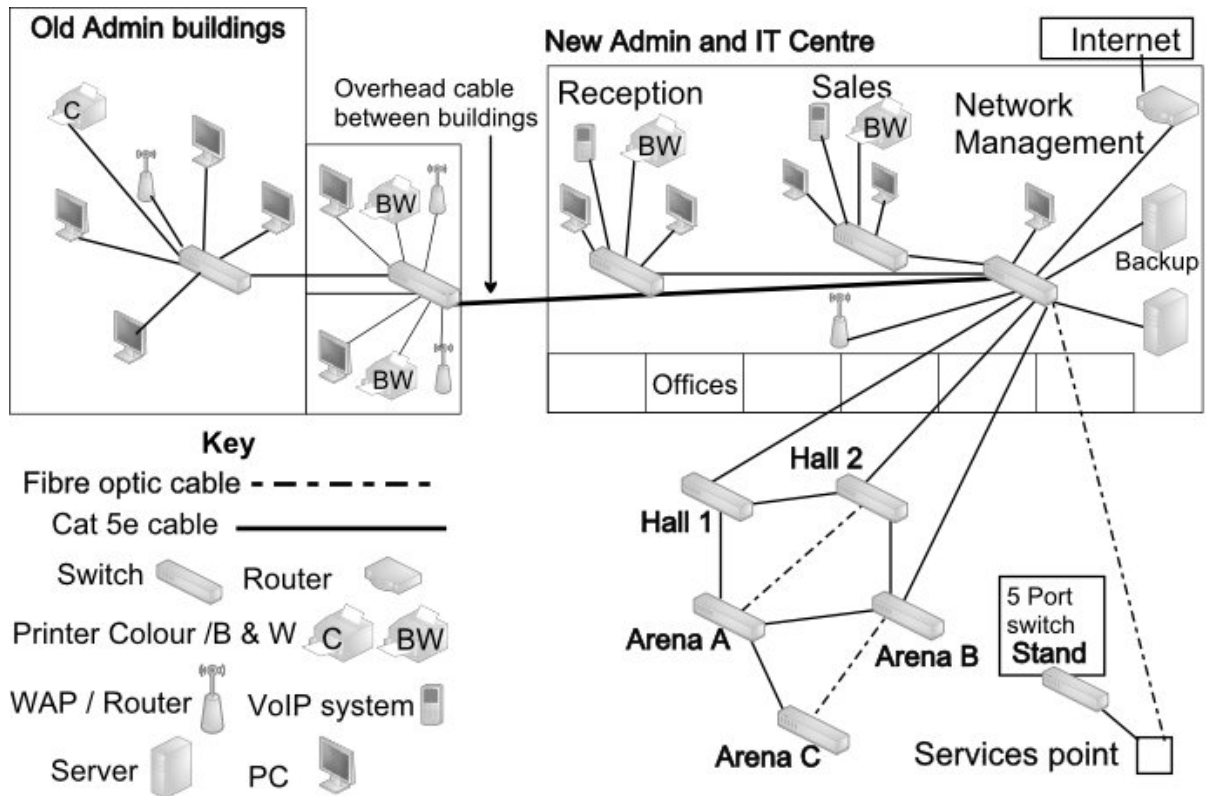 Old Admin buildings
New Admin and IT Centre
Internet
C
Overhead cable
between buildings
Reception
Sales
Network
Management
BW
BW
BW
BW
Backup
Offices
Key
Fibre optic cable
Cat 5e cable
Switch
Router
Printer Colour /B & W
C
BW
WAP / Router
VoIP system
Server
PC
Hall 2
Hall 1
Arena A
Arena B
Arena C
5 Port
switch
Stand
Services point